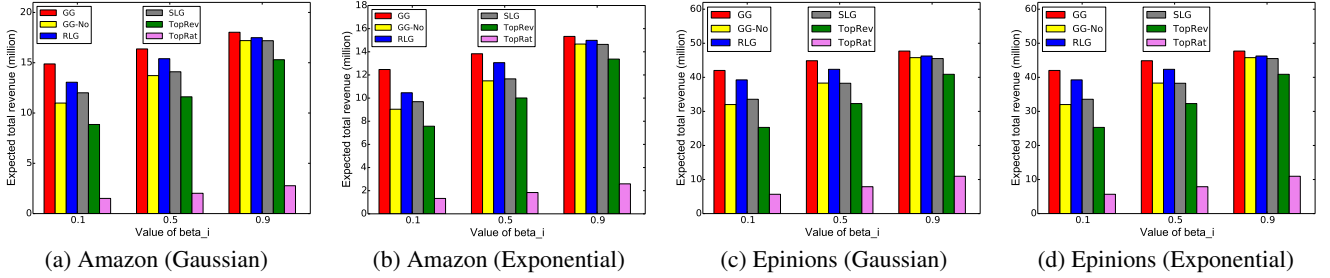 20
15
10
5
0
Expected total revenue (million)
GG
GG-No
RLG
SLG
TopRev
TopRat
0.1
0.5
0.9
Value of beta_i
(a) Amazon (Gaussian)
18
16
14
12
10
8
6
4
2
0
Expected total revenue (million)
GG
GG-No
RLG
SLG
TopRev
TopRat
0.1
0.5
0.9
Value of beta_i
(b) Amazon (Exponential)
60
50
40
30
20
10
0
Expected total revenue (million)
GG
GG-No
RLG
SLG
TopRev
TopRat
0.1
0.5
0.9
Value of beta_i
(c) Epinions (Gaussian)
60
50
40
30
20
10
0
Expected total revenue (million)
GG
GG-No
RLG
SLG
TopRev
TopRat
0.1
0.5
0.9
Value of beta_i
(d) Epinions (Exponential)